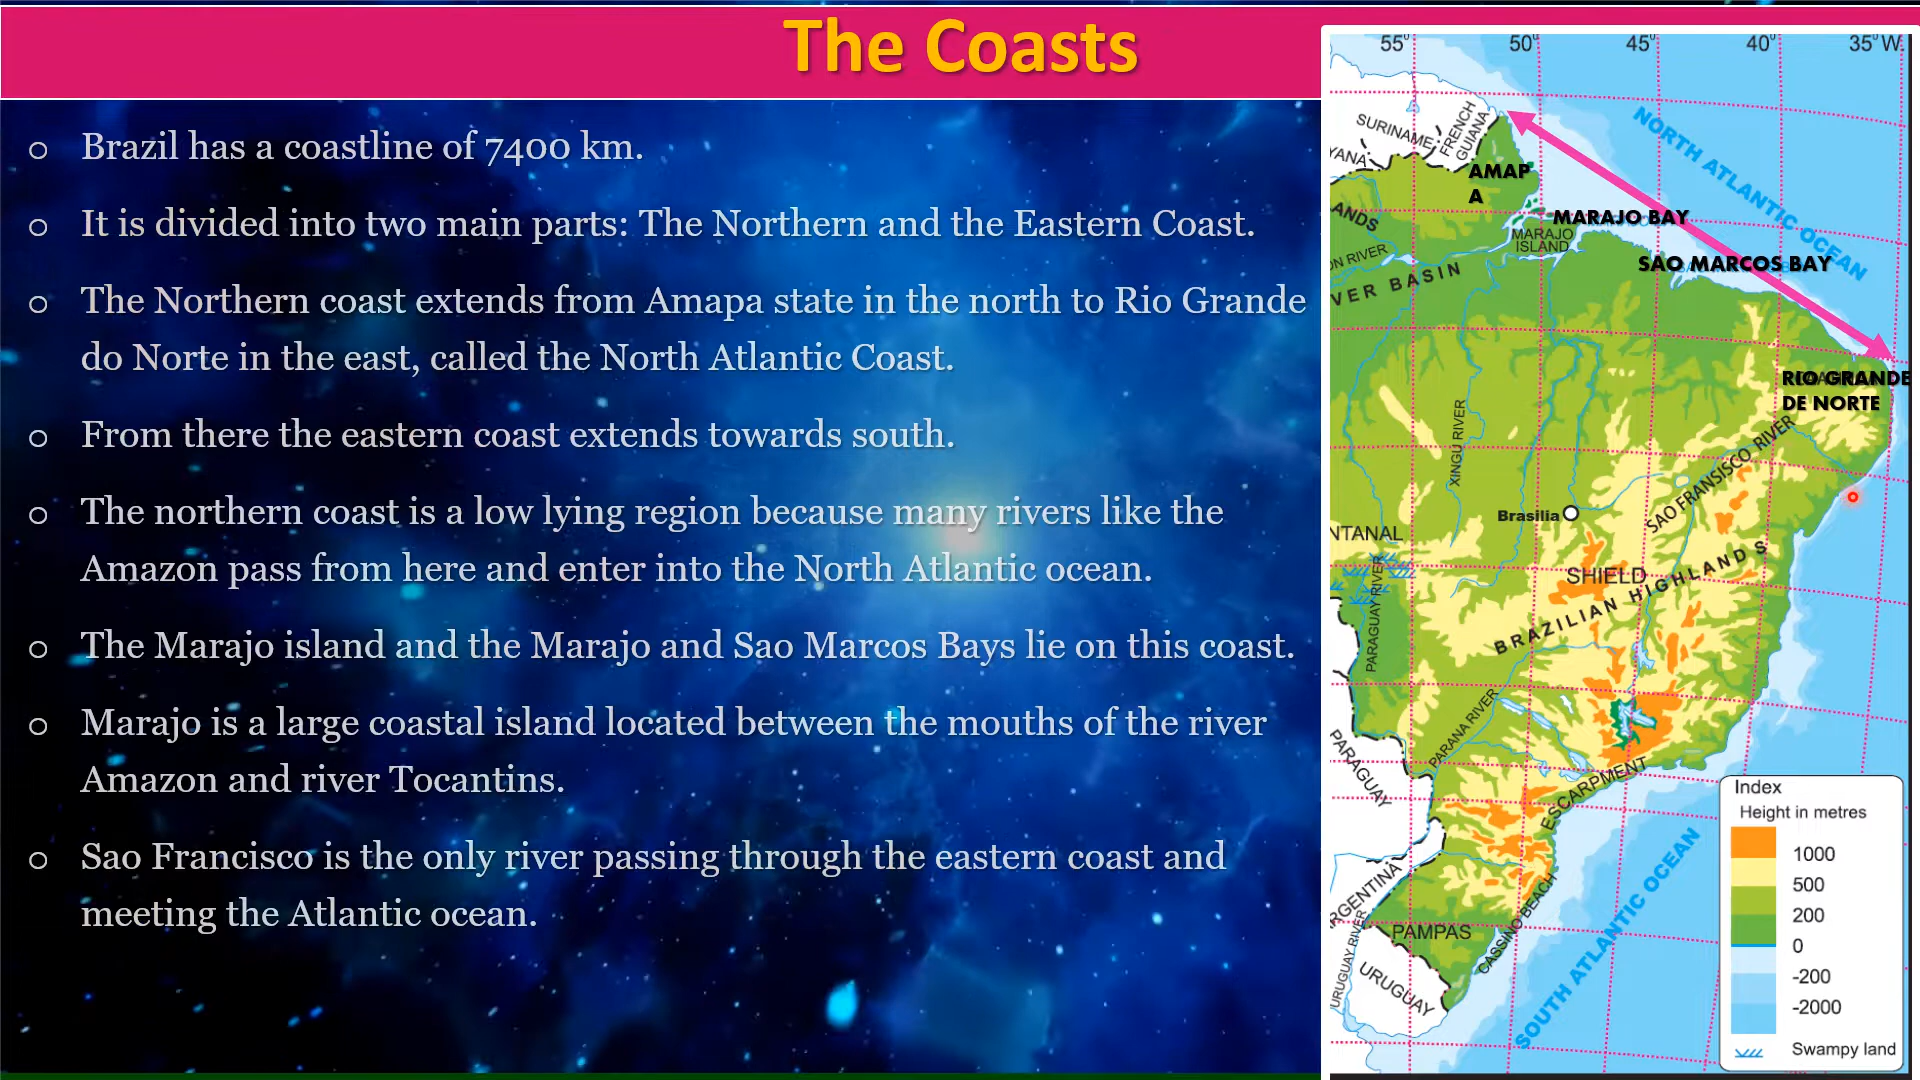 The Coasts
Brazil has a coastline of 7400 km.
It is divided into two main parts: The Northern and the Eastern Coast.
The Northern coast extends from Amapa state in the north to Rio Grande
do Norte in the east, called the North Atlantic Coast.
From there the eastern coast extends towards south.
The northern coast is a low lying region because many rivers like the
Amazon pass from here and enter into the North Atlantic ocean.
The Marajo island and the Marajo and Sao Marcos Bays lie on this coast.
Marajo is a large coastal island located between the mouths of the river
Amazon and river Tocantins.
Sao Francisco is the only river passing through the eastern coast and
meeting the Atlantic ocean.
55° 50° 45° 40° 35° W.
SURINAME
FRENCH
GUIANA
YANA
NORTH ATLANTIC OCEAN
AMAP
A
ANDS
MARAJO BAY
MARAJO
ISLAND
ON RIVER
SAO MARCOS BAY
VER BASIN
RIO GRANDE
DE NORTE
XINGU RIVER
SAO FRANSISCO RIVER
Brasilia
NTANAL
SHIELD
BRAZILIAN HIGHLANDS
PARAGUAY RIVER
PARANA RIVER
PARAGUAY
ESCARPMENT
RGENTINA
URUGUAY RIVER
PAMPAS
CASSINO BEACH
URUGUAY
SOUTH ATLANTIC OCEAN
Index
Height in metres
1000
500
200
0
-200
-2000
Swampy land